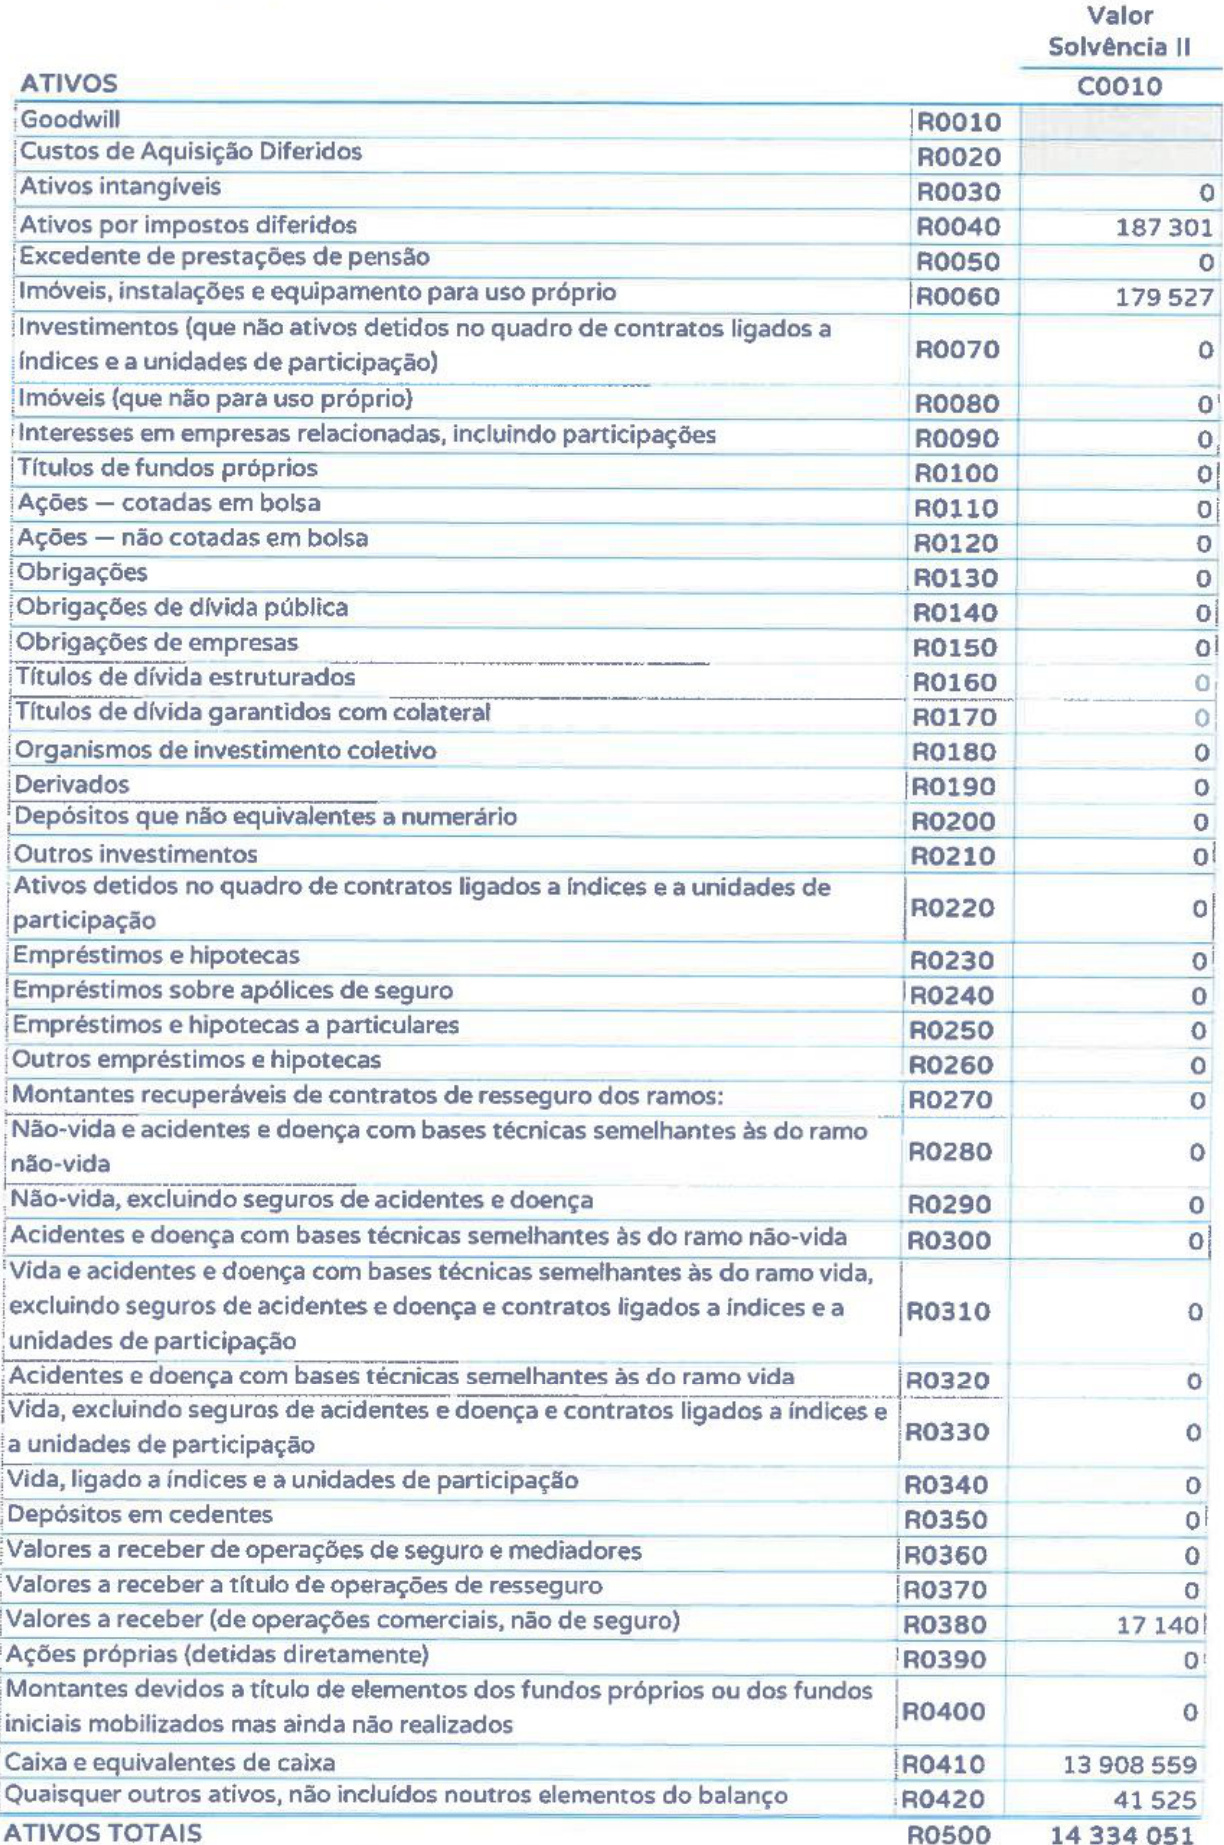 Valor
Solvência II
ATIVOS C0010
Goodwill R0010
Custos de Aquisição Diferidos R0020
Ativos intangíveis R0030 0
Ativos por impostos diferidos R0040 187 301
Excedente de prestações de pensão R0050 0
Imóveis, instalações e equipamento para uso próprio R0060 179 527
Investimentos (que não ativos detidos no quadro de contratos ligados a
índices e a unidades de participação) R0070 0
Imóveis (que não para uso próprio) R0080 0
Interesses em empresas relacionadas, incluindo participações R0090 0
Títulos de fundos próprios R0100 0
Ações — cotadas em bolsa R0110 0
Ações — não cotadas em bolsa R0120 0
Obrigações R0130 0
Obrigações de dívida pública R0140 0
Obrigações de empresas R0150 0
Títulos de dívida estruturados R0160 0
Títulos de dívida garantidos com colateral R0170 0
Organismos de investimento coletivo R0180 0
Derivados R0190 0
Depósitos que não equivalentes a numerário R0200 0
Outros investimentos R0210 0
Ativos detidos no quadro de contratos ligados a índices e a unidades de
participação R0220 0
Empréstimos e hipotecas R0230 0
Empréstimos sobre apólices de seguro R0240 0
Empréstimos e hipotecas a particulares R0250 0
Outros empréstimos e hipotecas R0260 0
Montantes recuperáveis de contratos de resseguro dos ramos: R0270 0
Não-vida e acidentes e doença com bases técnicas semelhantes às do ramo
não-vida R0280 0
Não-vida, excluindo seguros de acidentes e doença R0290 0
Acidentes e doença com bases técnicas semelhantes às do ramo não-vida R0300 0
Vida e acidentes e doença com bases técnicas semelhantes às do ramo vida,
excluindo seguros de acidentes e doença e contratos ligados a índices e a R0310 0
unidades de participação
Acidentes e doença com bases técnicas semelhantes às do ramo vida R0320 0
Vida, excluindo seguros de acidentes e doença e contratos ligados a índices e
a unidades de participação R0330 0
Vida, ligado a índices e a unidades de participação R0340 0
Depósitos em cedentes R0350 0
Valores a receber de operações de seguro e mediadores R0360 0
Valores a receber a título de operações de resseguro R0370 0
Valores a receber (de operações comerciais, não de seguro) R0380 17 140
Ações próprias (detidas diretamente) R0390 0
Montantes devidos a título de elementos dos fundos próprios ou dos fundos
iniciais mobilizados mas ainda não realizados R0400 0
Caixa e equivalentes de caixa R0410 13 908 559
Quaisquer outros ativos, não incluídos noutros elementos do balanço R0420 41 525
ATIVOS TOTAIS R0500 14 334 051